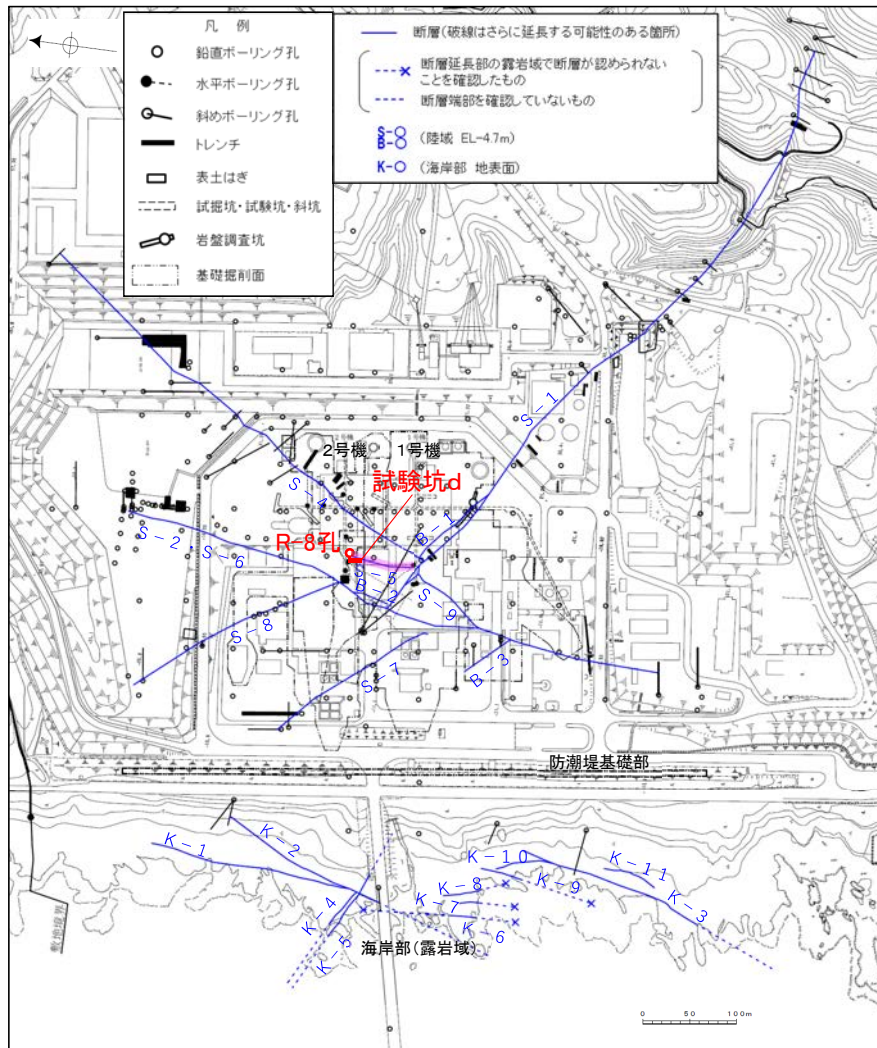 凡 例
鉛直ボーリング孔
水平ボーリング孔
斜めボーリング孔
トレンチ
表土はぎ
試掘坑・試験坑・斜坑
岩盤調査坑
基礎掘削面
断層(破線はさらに延長する可能性のある箇所)
断層延長部の露岩域で断層が認められない
ことを確認したもの
断層端部を確認していないもの
S-○
B-○
(陸域 EL-4.7m)
K-○
(海岸部 地表面)
S-1
2号機
1号機
試験坑d
S-4
B-1
R-8孔
S-2,S-6
S-5
B-2
S-9
S-8
S-7
B-3
防潮堤基礎部
K-1
K-2
K-10
K-11
K-8
K-9
K-7
K-3
K-4
K-6
K-5
海岸部(露岩域)
敷地境界
0 50 100m